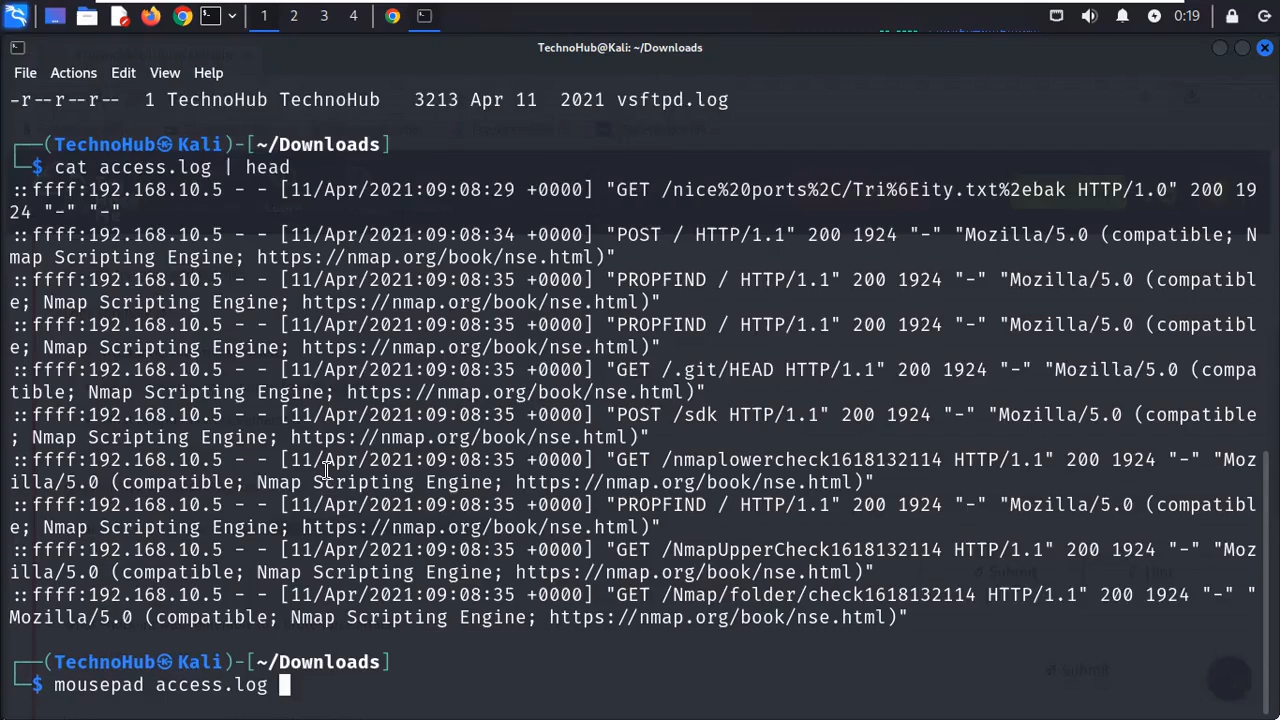 1 2 3 4 0:19
TechnoHub@Kali: ~/Downloads
File Actions Edit View Help
-r--r--r-- 1 TechnoHub TechnoHub 3213 Apr 11 2021 vsftpd.log
┌──(TechnoHub㉿Kali)-[~/Downloads]
└─$ cat access.log | head
::ffff:192.168.10.5 - - [11/Apr/2021:09:08:29 +0000] "GET /nice%20ports%2C/Tri%6Eity.txt%2ebak HTTP/1.0" 200 19
24 "-" "-"
::ffff:192.168.10.5 - - [11/Apr/2021:09:08:34 +0000] "POST / HTTP/1.1" 200 1924 "-" "Mozilla/5.0 (compatible; N
map Scripting Engine; https://nmap.org/book/nse.html)"
::ffff:192.168.10.5 - - [11/Apr/2021:09:08:35 +0000] "PROPFIND / HTTP/1.1" 200 1924 "-" "Mozilla/5.0 (compatibl
e; Nmap Scripting Engine; https://nmap.org/book/nse.html)"
::ffff:192.168.10.5 - - [11/Apr/2021:09:08:35 +0000] "PROPFIND / HTTP/1.1" 200 1924 "-" "Mozilla/5.0 (compatibl
e; Nmap Scripting Engine; https://nmap.org/book/nse.html)"
::ffff:192.168.10.5 - - [11/Apr/2021:09:08:35 +0000] "GET /.git/HEAD HTTP/1.1" 200 1924 "-" "Mozilla/5.0 (compa
tible; Nmap Scripting Engine; https://nmap.org/book/nse.html)"
::ffff:192.168.10.5 - - [11/Apr/2021:09:08:35 +0000] "POST /sdk HTTP/1.1" 200 1924 "-" "Mozilla/5.0 (compatible
; Nmap Scripting Engine; https://nmap.org/book/nse.html)"
::ffff:192.168.10.5 - - [11/Apr/2021:09:08:35 +0000] "GET /nmaplowercheck1618132114 HTTP/1.1" 200 1924 "-" "Moz
illa/5.0 (compatible; Nmap Scripting Engine; https://nmap.org/book/nse.html)"
::ffff:192.168.10.5 - - [11/Apr/2021:09:08:35 +0000] "PROPFIND / HTTP/1.1" 200 1924 "-" "Mozilla/5.0 (compatibl
e; Nmap Scripting Engine; https://nmap.org/book/nse.html)"
::ffff:192.168.10.5 - - [11/Apr/2021:09:08:35 +0000] "GET /NmapUpperCheck1618132114 HTTP/1.1" 200 1924 "-" "Moz
illa/5.0 (compatible; Nmap Scripting Engine; https://nmap.org/book/nse.html)"
::ffff:192.168.10.5 - - [11/Apr/2021:09:08:35 +0000] "GET /Nmap/folder/check1618132114 HTTP/1.1" 200 1924 "-" "
Mozilla/5.0 (compatible; Nmap Scripting Engine; https://nmap.org/book/nse.html)"
┌──(TechnoHub㉿Kali)-[~/Downloads]
└─$ mousepad access.log